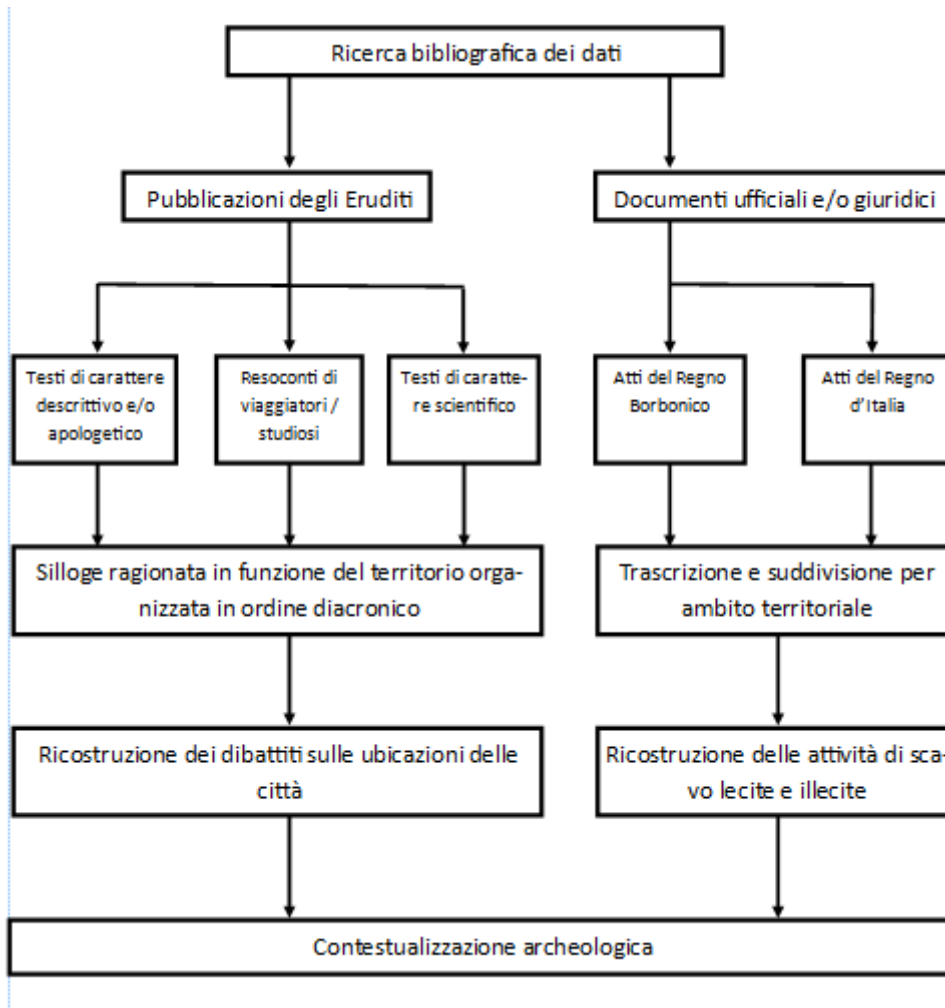 Ricerca bibliografica dei dati
Pubblicazioni degli Eruditi
Documenti ufficiali e/o giuridici
Testi di carattere
descrittivo e/o
apologetico
Resoconti di
viaggiatori /
studiosi
Testi di caratte-
re scientifico
Atti del Regno
Borbonico
Atti del Regno
d'Italia
Silloge ragionata in funzione del territorio orga-
nizzata in ordine diacronico
Trascrizione e suddivisione per
ambito territoriale
Ricostruzione dei dibattiti sulle ubicazioni delle
città
Ricostruzione delle attività di sca-
vo lecite e illecite
Contestualizzazione archeologica